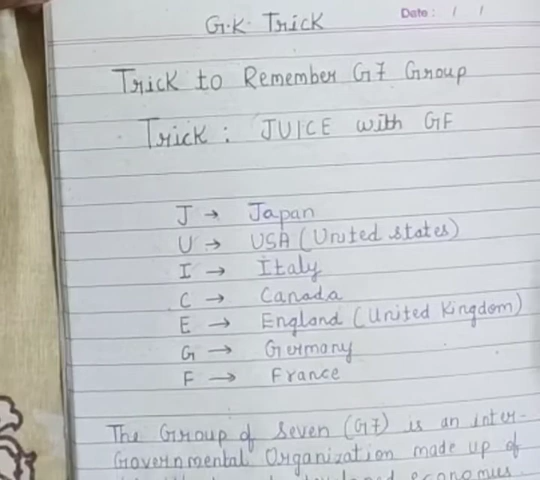 G.K. Trick
Date: / /
Trick to Remember G7 Group
Trick: JUICE with GF
J → Japan
U → USA (United states)
I → Italy
C → Canada
E → England (United Kingdom)
G → Germany
F → France
The Group of Seven (G7) is an inter-
Governmental Organization made up of
economies.